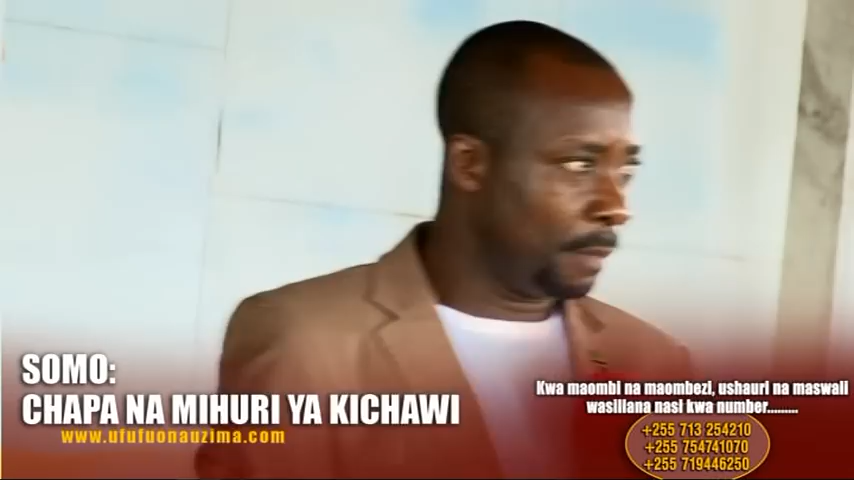 SOMO:
CHAPA NA MIHURI YA KICHAWI
www.ufufuonauzima.com
Kwa maombi na maombezi, ushauri na maswali
wasiliana nasi kwa number..........
+255 713 254210
+255 754741070
+255 719446250